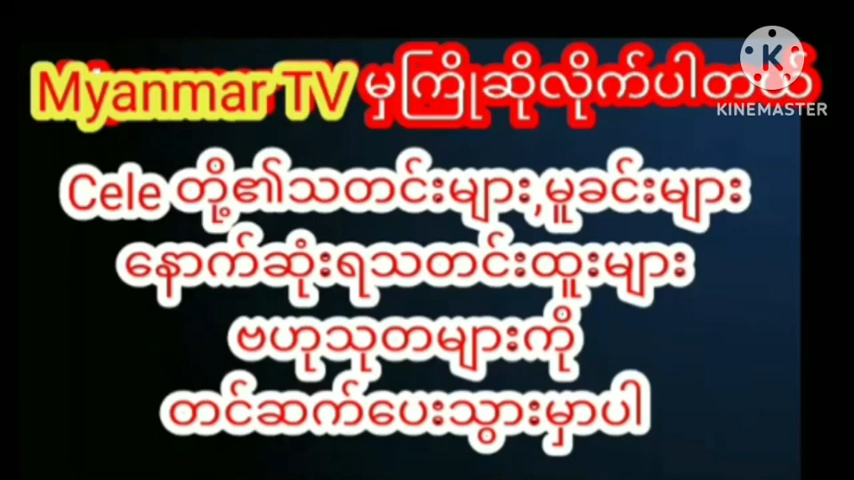 Myanmar TV မှကြိုဆိုလိုက်ပါတယ်
KINEMASTER
Cele တို့၏သတင်းများ,မူခင်းများ
နောက်ဆုံးရသတင်းထူးများ
ဗဟုသုတများကို
တင်ဆက်ပေးသွားမှာပါ